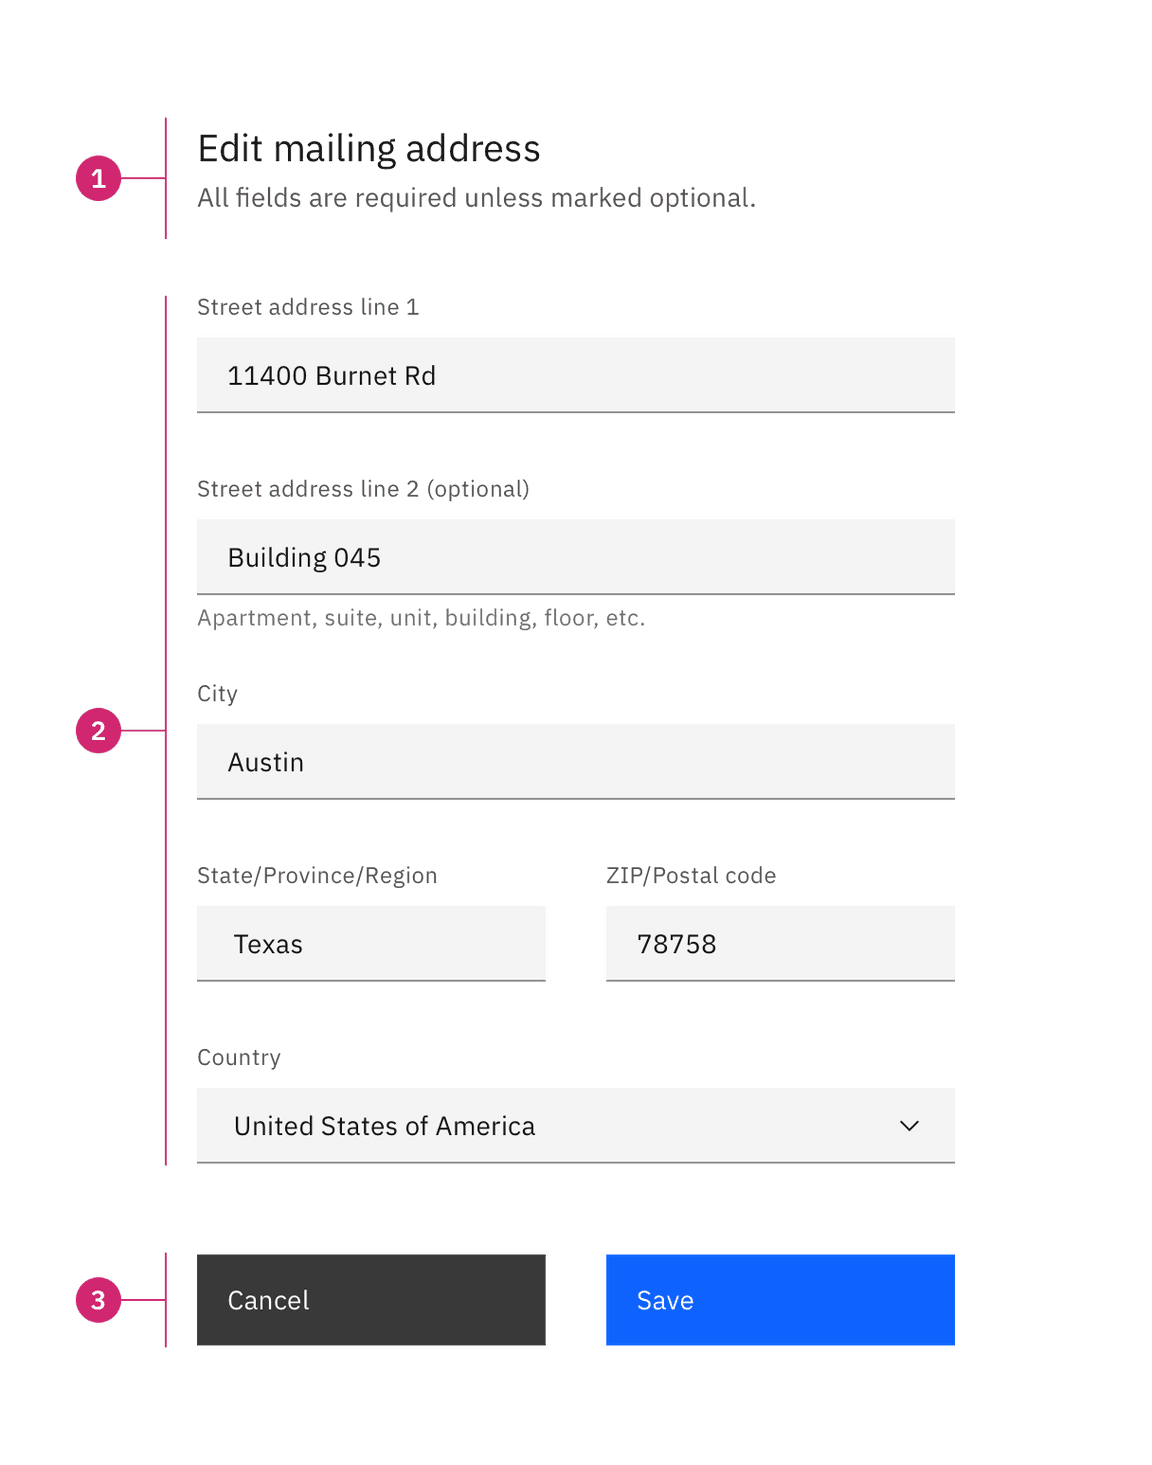 1
Edit mailing address
All fields are required unless marked optional.
Street address line 1
11400 Burnet Rd
Street address line 2 (optional)
Building 045
Apartment, suite, unit, building, floor, etc.
2
City
Austin
State/Province/Region
ZIP/Postal code
Texas
78758
Country
United States of America
3
Cancel
Save